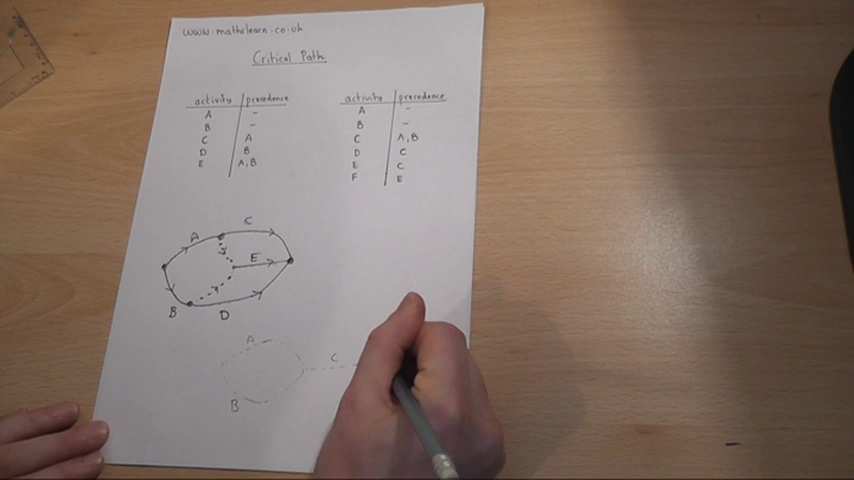 www.mathslearn.co.uk
Critical Path
activity precedence
A -
B -
C A
D B
E A,B
activity precedence
A -
B -
C A,B
D C
E C
F E
A C
E
B D
A
C
B